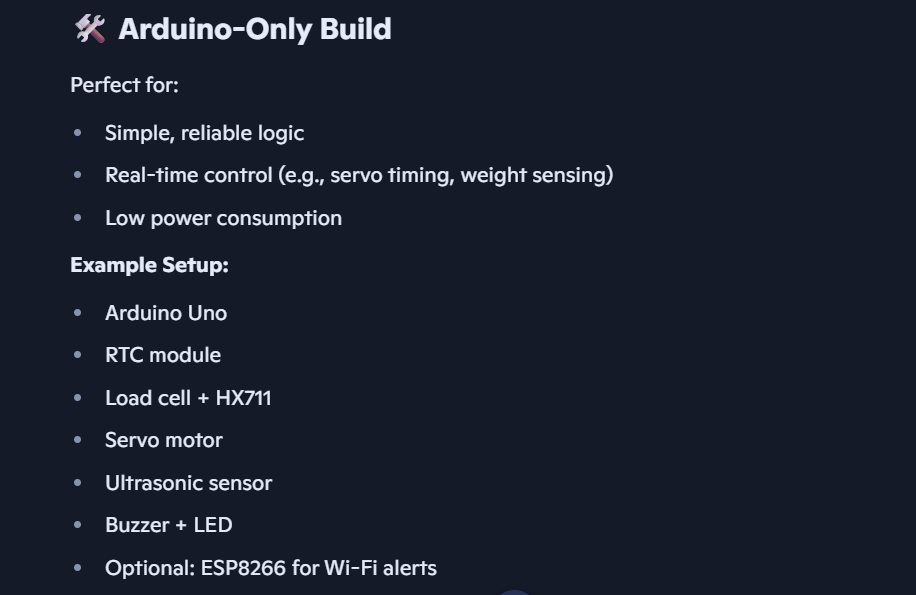 🛠️ Arduino-Only Build
Perfect for:
• Simple, reliable logic
• Real-time control (e.g., servo timing, weight sensing)
• Low power consumption
Example Setup:
• Arduino Uno
• RTC module
• Load cell + HX711
• Servo motor
• Ultrasonic sensor
• Buzzer + LED
• Optional: ESP8266 for Wi-Fi alerts